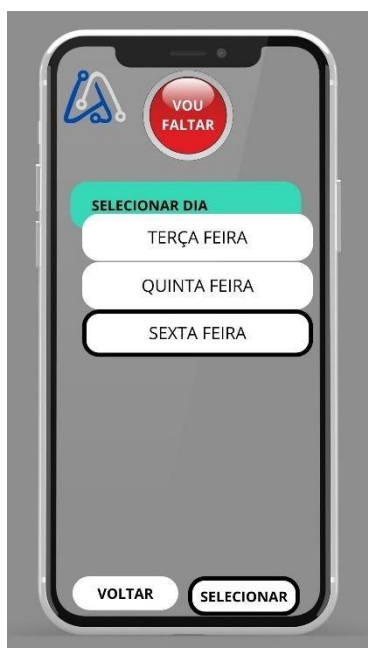 VOU
FALTAR
SELECIONAR DIA
TERÇA FEIRA
QUINTA FEIRA
SEXTA FEIRA
VOLTAR
SELECIONAR